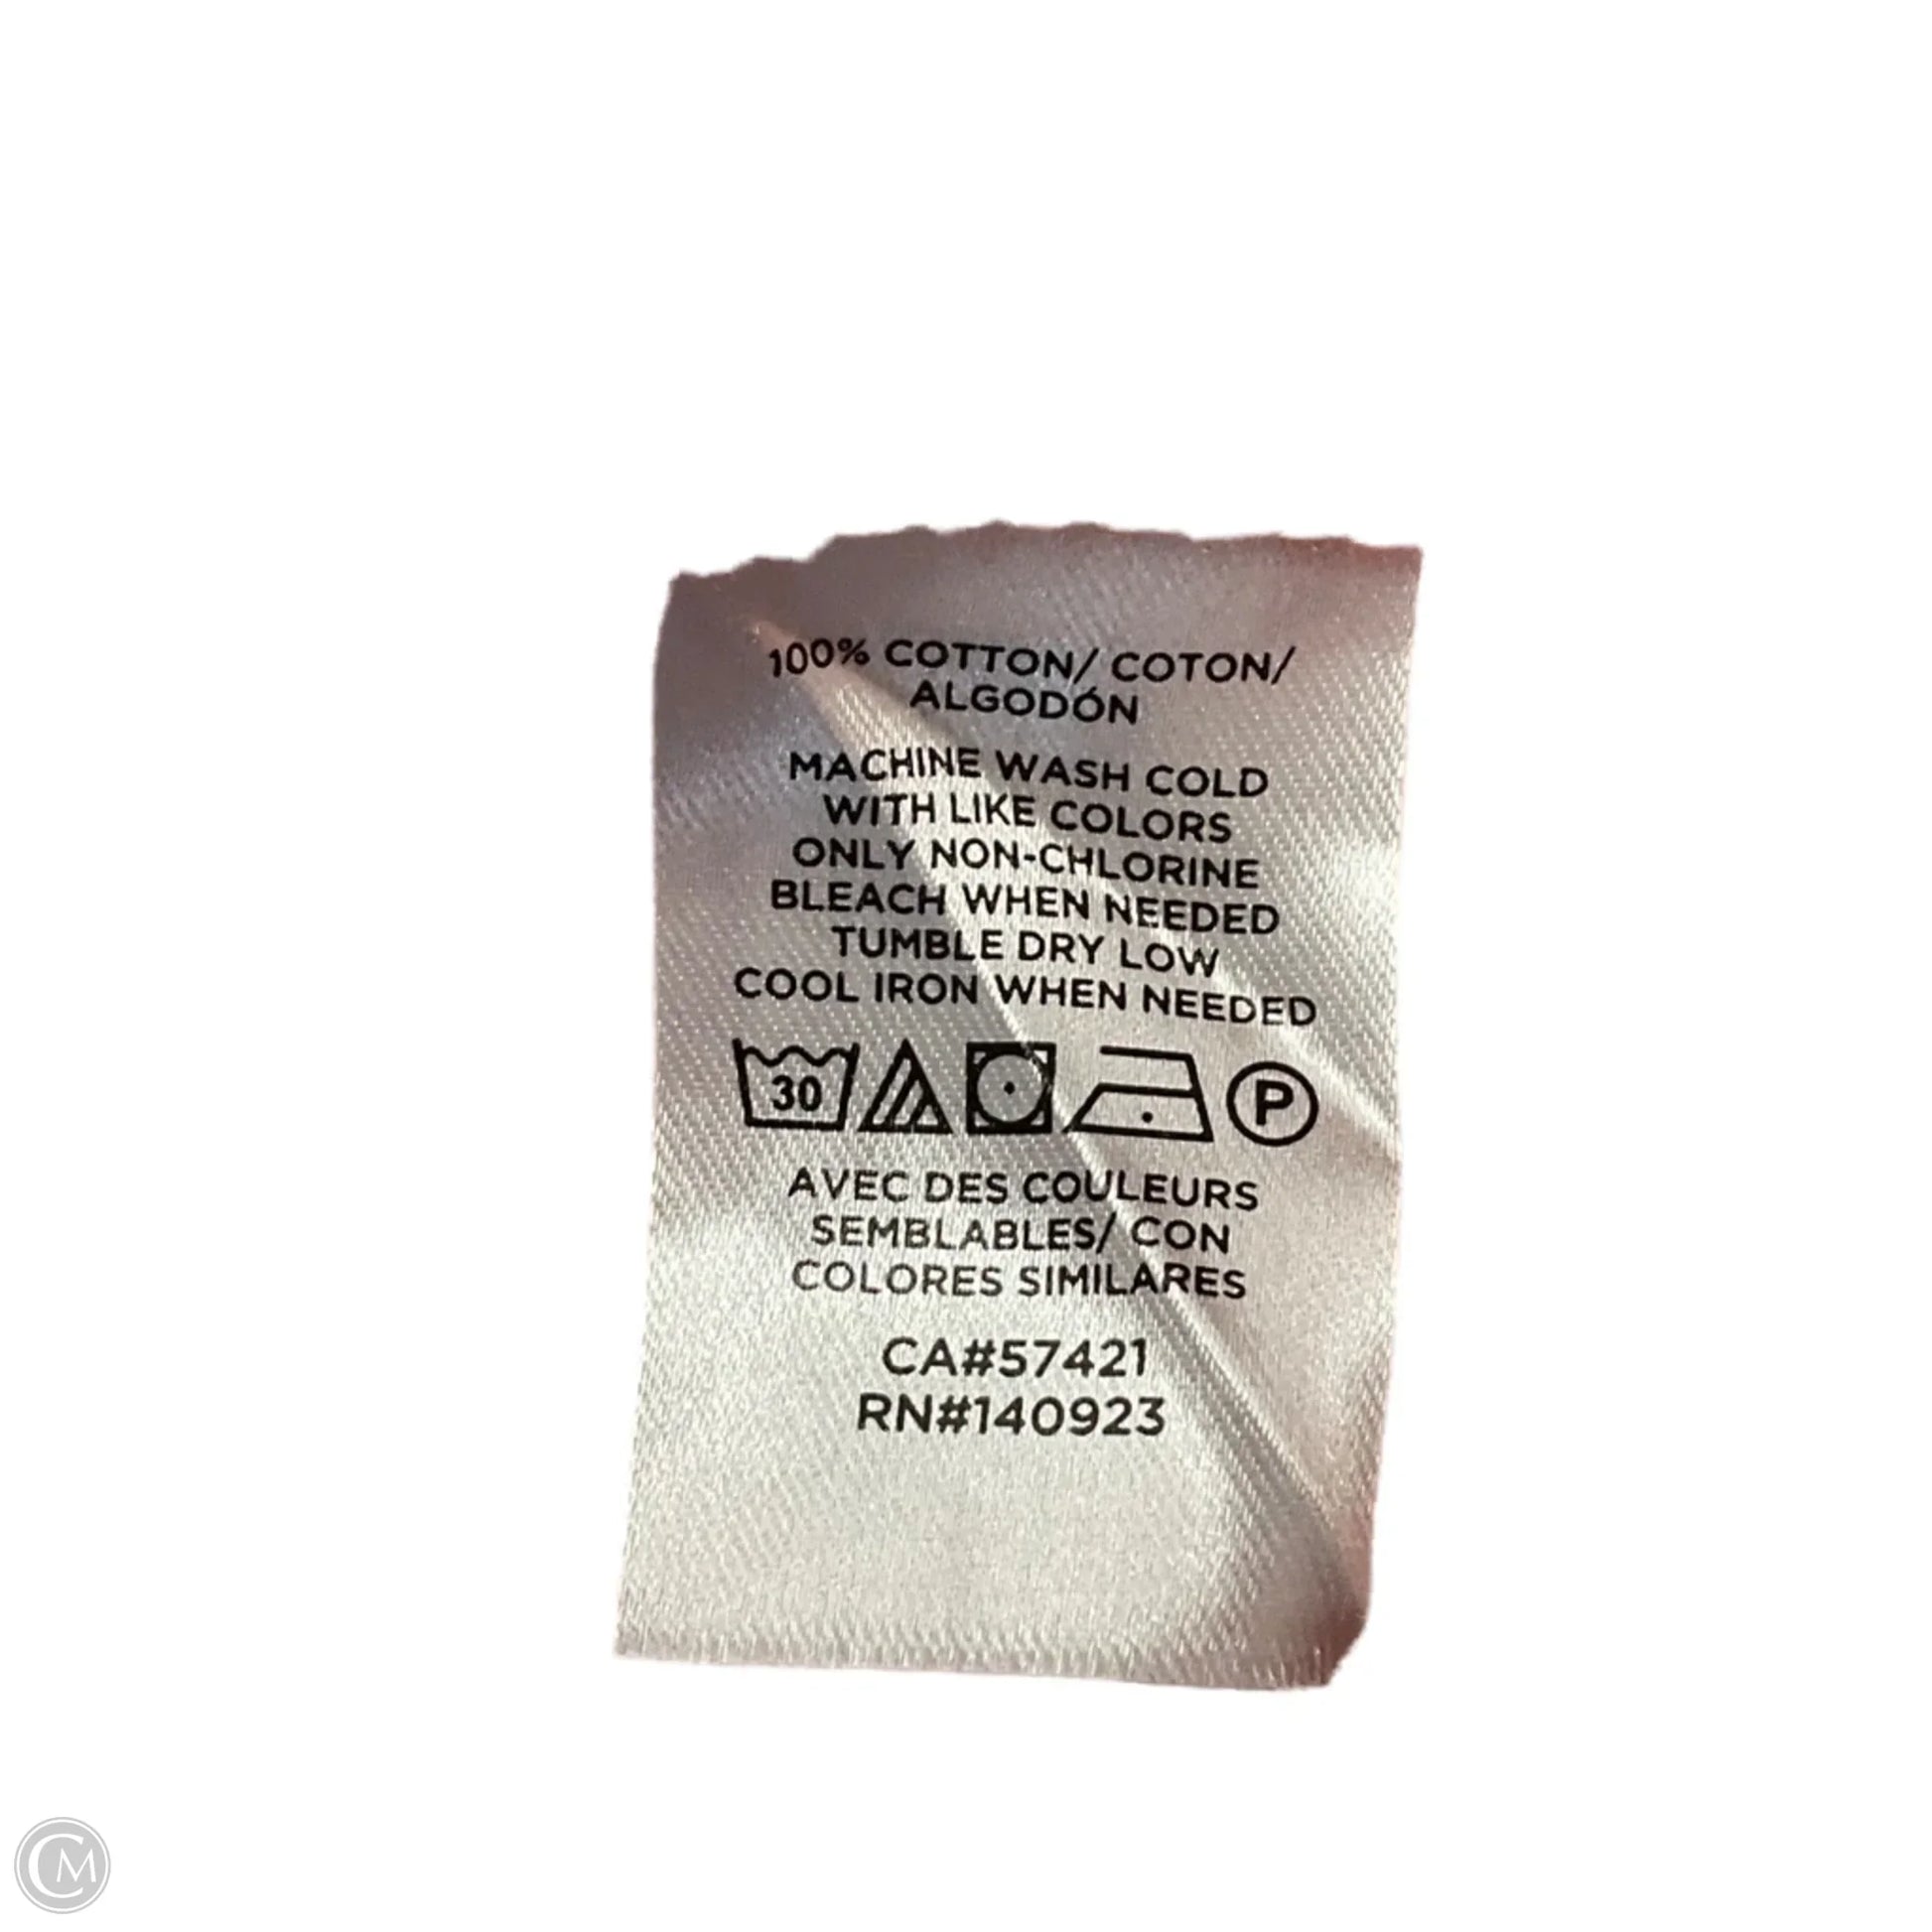 100% COTTON/ COTON/
ALGODÓN
MACHINE WASH COLD
WITH LIKE COLORS
ONLY NON-CHLORINE
BLEACH WHEN NEEDED
TUMBLE DRY LOW
COOL IRON WHEN NEEDED
30 P
AVEC DES COULEURS
SEMBLABLES/ CON
COLORES SIMILARES
CA#57421
RN#140923
CM